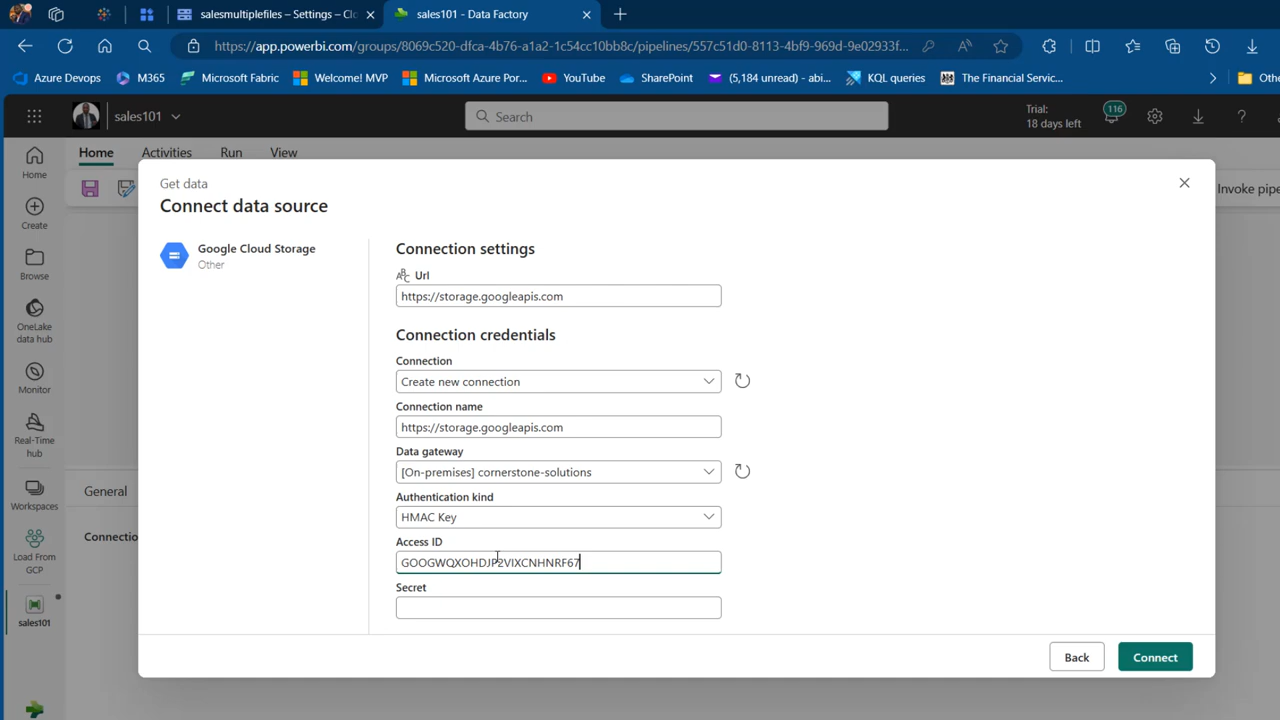 salesmultiplefiles – Settings – Clo
sales101 - Data Factory
https://app.powerbi.com/groups/8069c520-dfca-4b76-a1a2-1c54cc10bb8c/pipelines/557c51d0-8113-4bf9-969d-9e02933f...
Azure Devops
M365
Microsoft Fabric
Welcome! MVP
Microsoft Azure Por...
YouTube
SharePoint
(5,184 unread) - abi...
KQL queries
The Financial Servic...
Othe
sales101
Search
Trial:
18 days left
116
Home
Activities
Run
View
Home
Create
Browse
OneLake
data hub
Monitor
Real-Time
hub
Workspaces
Load From
GCP
sales101
Invoke pipe
General
Connectio
Get data
Connect data source
Google Cloud Storage
Other
Connection settings
Url
https://storage.googleapis.com
Connection credentials
Connection
Create new connection
Connection name
https://storage.googleapis.com
Data gateway
[On-premises] cornerstone-solutions
Authentication kind
HMAC Key
Access ID
GOOGWQXOHDJP2VIXCNHNRF67
Secret
Back
Connect